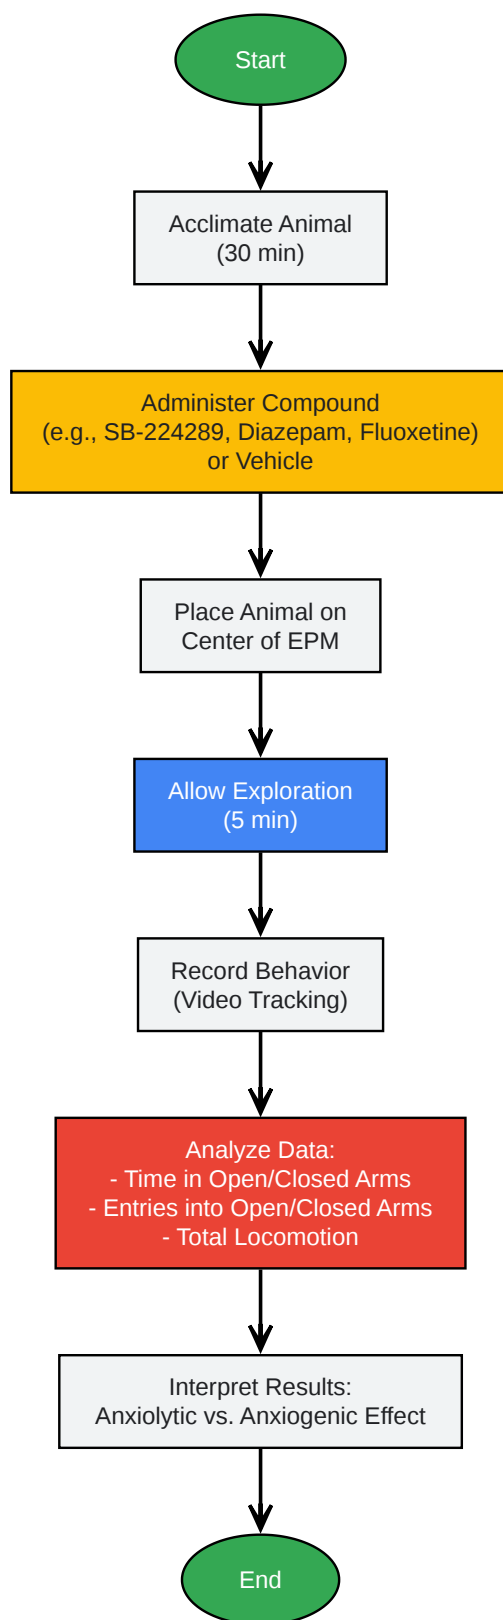 Start
Acclimate Animal
(30 min)
Administer Compound
(e.g., SB-224289, Diazepam, Fluoxetine)
or Vehicle
Place Animal on
Center of EPM
Allow Exploration
(5 min)
Record Behavior
(Video Tracking)
Analyze Data:
- Time in Open/Closed Arms
- Entries into Open/Closed Arms
- Total Locomotion
Interpret Results:
Anxiolytic vs. Anxiogenic Effect
End